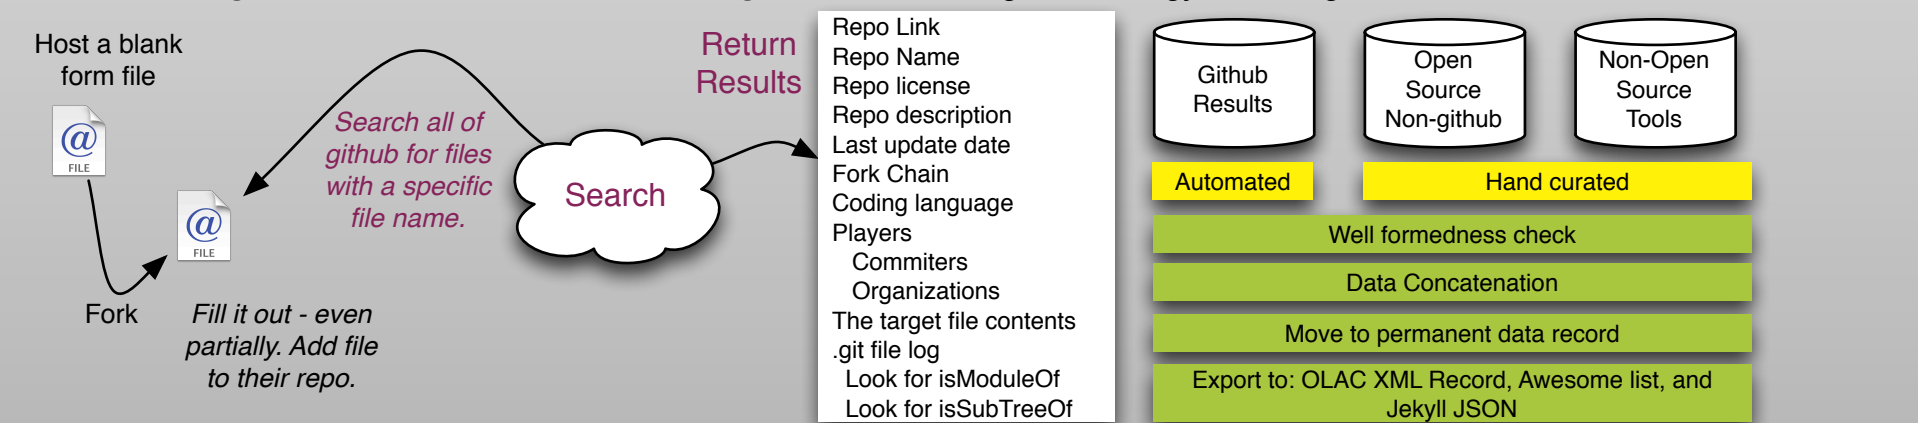 Host a blank
form file
FILE
FILE
Fork
Fill it out - even
partially. Add file
to their repo.
Search all of
github for files
with a specific
file name.
Search
Return
Results
Repo Link
Repo Name
Repo license
Repo description
Last update date
Fork Chain
Coding language
Players
Commiters
Organizations
The target file contents
.git file log
Look for isModuleOf
Look for isSubTreeOf
Github
Results
Open
Source
Non-github
Non-Open
Source
Tools
Automated
Hand curated
Well formedness check
Data Concatenation
Move to permanent data record
Export to: OLAC XML Record, Awesome list, and
Jekyll JSON